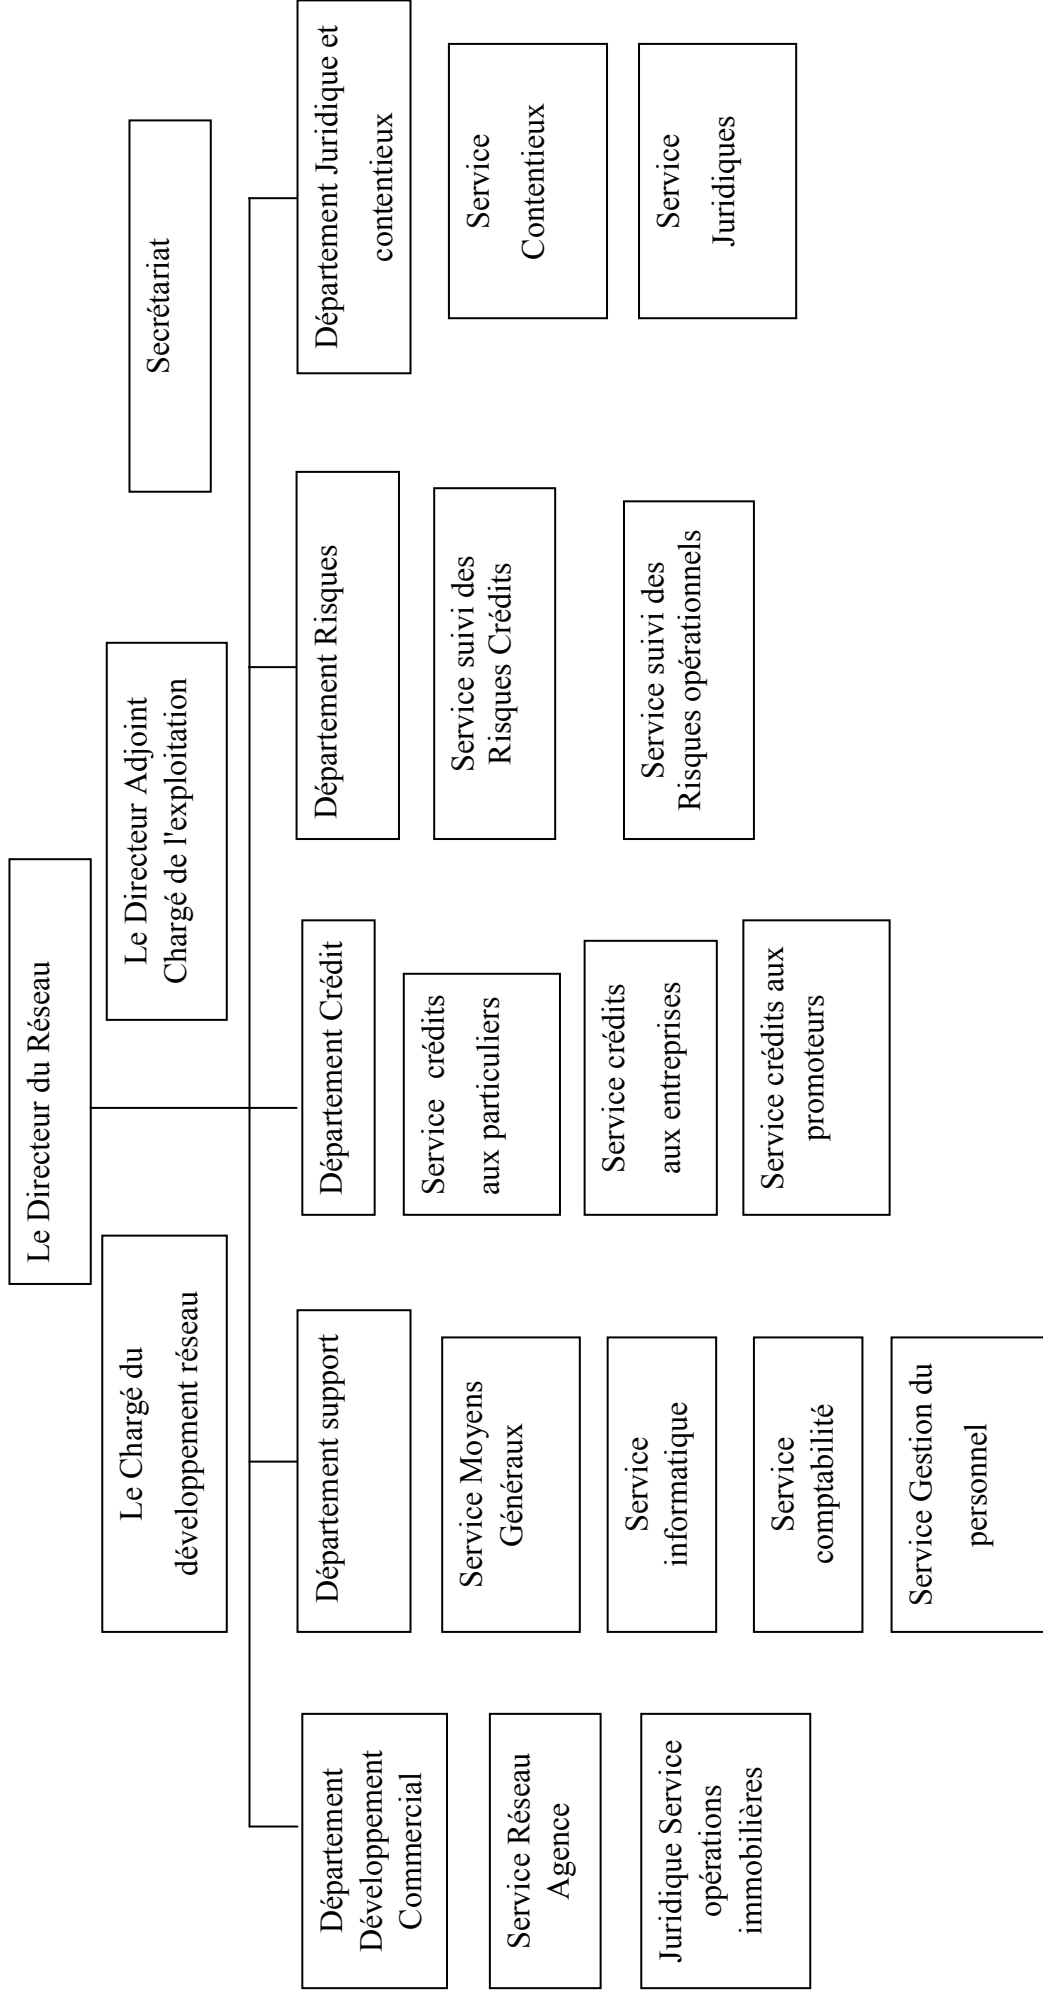 Le Directeur du Réseau
Le Chargé du
développement réseau
Le Directeur Adjoint
Chargé de l'exploitation
Secrétariat
Département
Développement
Commercial
Service Réseau
Agence
Juridique Service
opérations
immobilières
Département support
Service Moyens
Généraux
Service
informatique
Service
comptabilité
Service Gestion du
personnel
Département Crédit
Service crédits
aux particuliers
Service crédits
aux entreprises
Service crédits aux
promoteurs
Département Risques
Service suivi des
Risques Crédits
Service suivi des
Risques opérationnels
Département Juridique et
contentieux
Service
Contentieux
Service
Juridiques